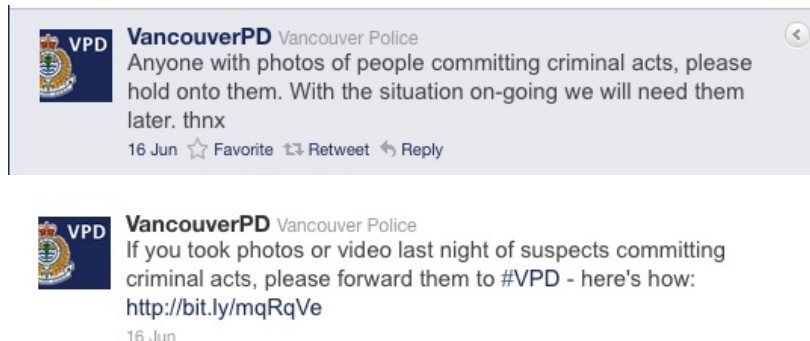 VPD VancouverPD Vancouver Police
Anyone with photos of people committing criminal acts, please
hold onto them. With the situation on-going we will need them
later. thnx
16 Jun Favorite Retweet Reply
VPD VancouverPD Vancouver Police
If you took photos or video last night of suspects committing
criminal acts, please forward them to #VPD - here's how:
http://bit.ly/mqRqVe
16 Jun